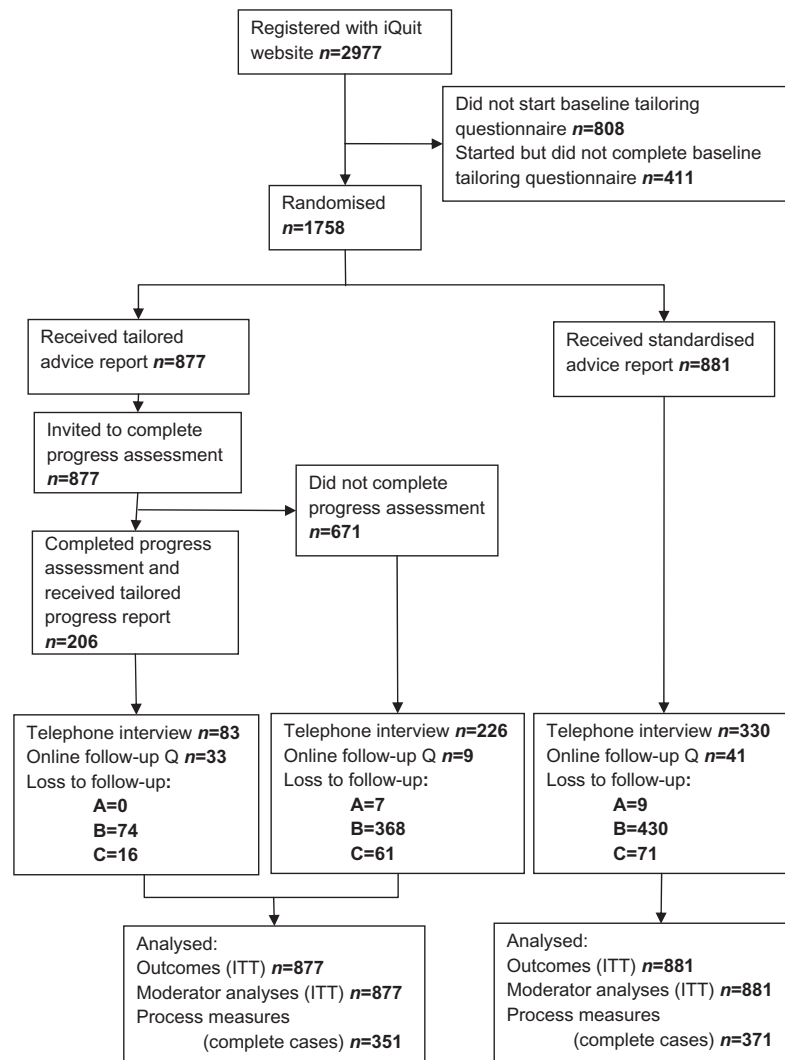 Registered with iQuit
website n=2977
Did not start baseline tailoring
questionnaire n=808
Started but did not complete baseline
tailoring questionnaire n=411
Randomised
n=1758
Received tailored
advice report n=877
Received standardised
advice report n=881
Invited to complete
progress assessment
n=877
Did not complete
progress assessment
n=671
Completed progress
assessment and
received tailored
progress report
n=206
Telephone interview n=83
Online follow-up Q n=33
Loss to follow-up:
A=0
B=74
C=16
Telephone interview n=226
Online follow-up Q n=9
Loss to follow-up:
A=7
B=368
C=61
Telephone interview n=330
Online follow-up Q n=41
Loss to follow-up:
A=9
B=430
C=71
Analysed:
Outcomes (ITT) n=877
Moderator analyses (ITT) n=877
Process measures
(complete cases) n=351
Analysed:
Outcomes (ITT) n=881
Moderator analyses (ITT) n=881
Process measures
(complete cases) n=371